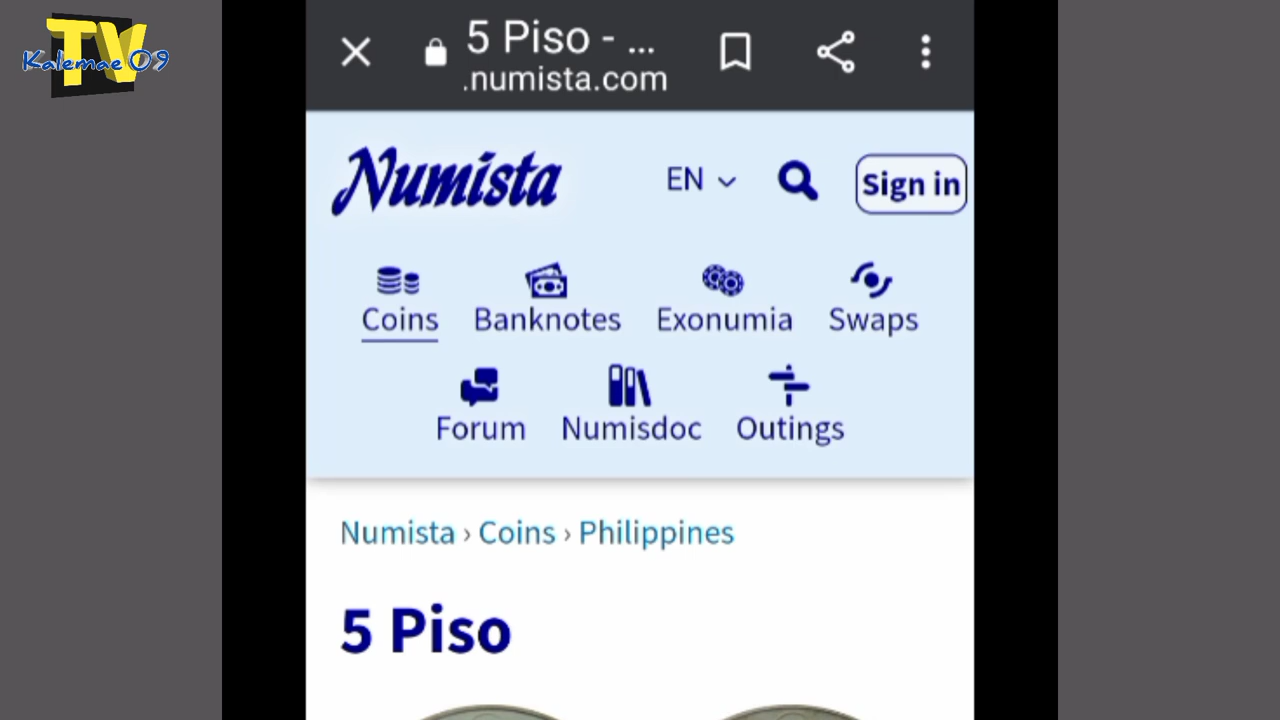 TV
Kalemae 09
5 Piso - ...
.numista.com
Numista
EN
Sign in
Coins
Banknotes
Exonumia
Swaps
Forum
Numisdoc
Outings
Numista › Coins › Philippines
5 Piso